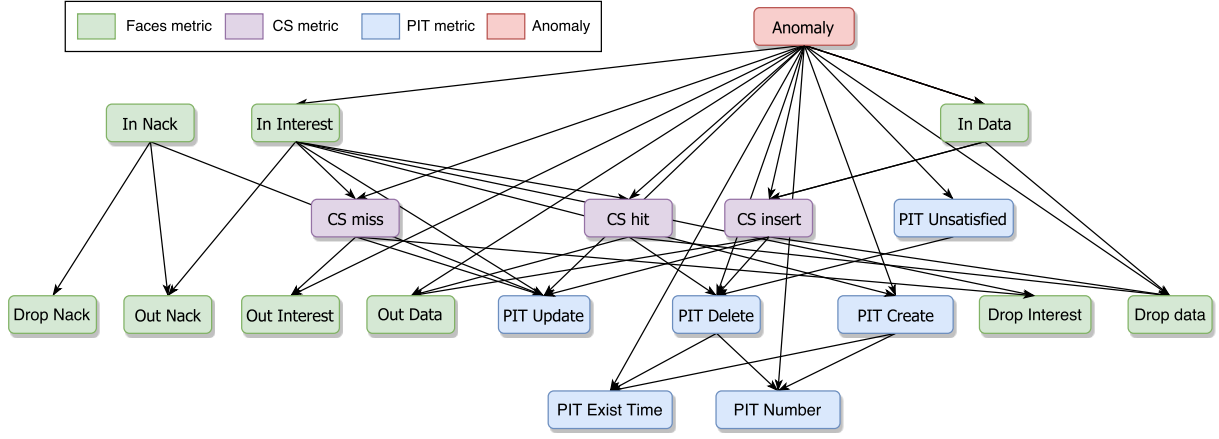 Faces metric CS metric PIT metric Anomaly
Anomaly
In Nack In Interest In Data
CS miss CS hit CS insert PIT Unsatisfied
Drop Nack Out Nack Out Interest Out Data PIT Update PIT Delete PIT Create Drop Interest Drop data
PIT Exist Time PIT Number